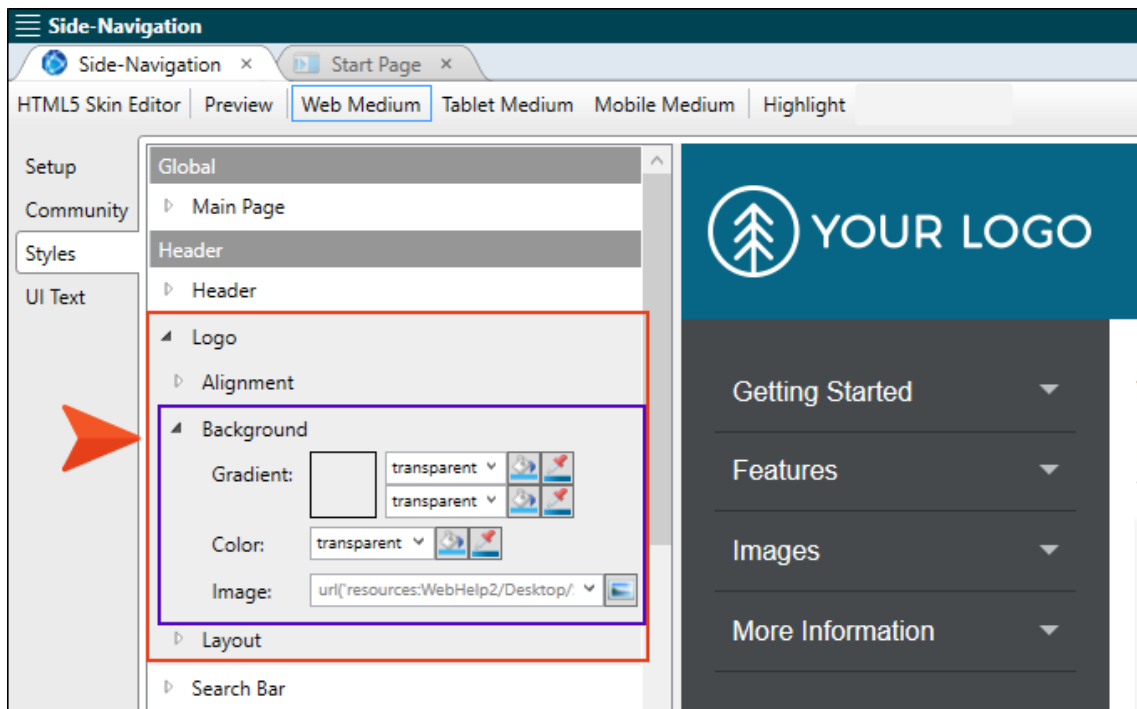 Side-Navigation
Side-Navigation × Start Page ×
HTML5 Skin Editor Preview Web Medium Tablet Medium Mobile Medium Highlight
Setup
Community
Styles
UI Text
Global
Main Page
Header
Header
Logo
Alignment
Background
Gradient: transparent
transparent
Color: transparent
Image: url('resources:WebHelp2/Desktop/
Layout
Search Bar
YOUR LOGO
Getting Started
Features
Images
More Information